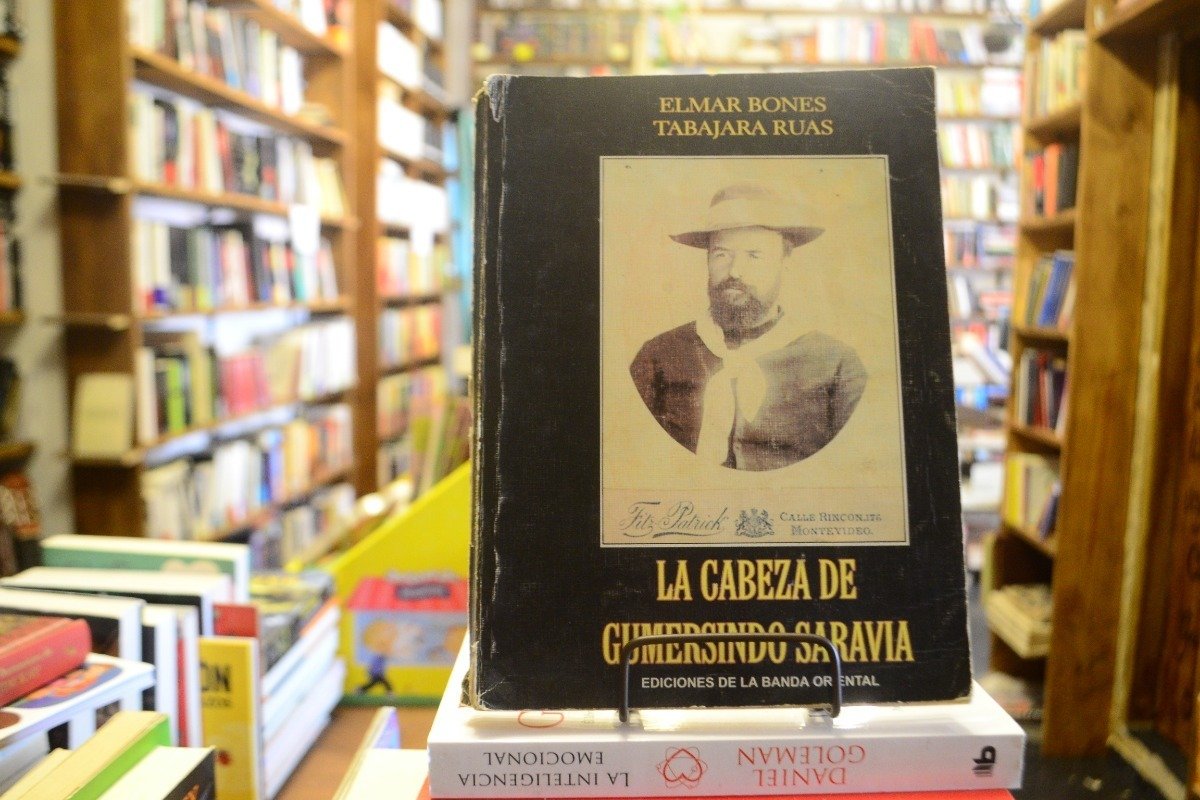 ELMAR BONES
TABAJARA RUAS
Fitz Patrick
CALLE RINCON.176
MONTEVIDEO.
LA CABEZA DE
GUMERSINDO SARAVIA
EDICIONES DE LA BANDA ORIENTAL
DANIEL
GOLEMAN
LA INTELIGENCIA
EMOCIONAL